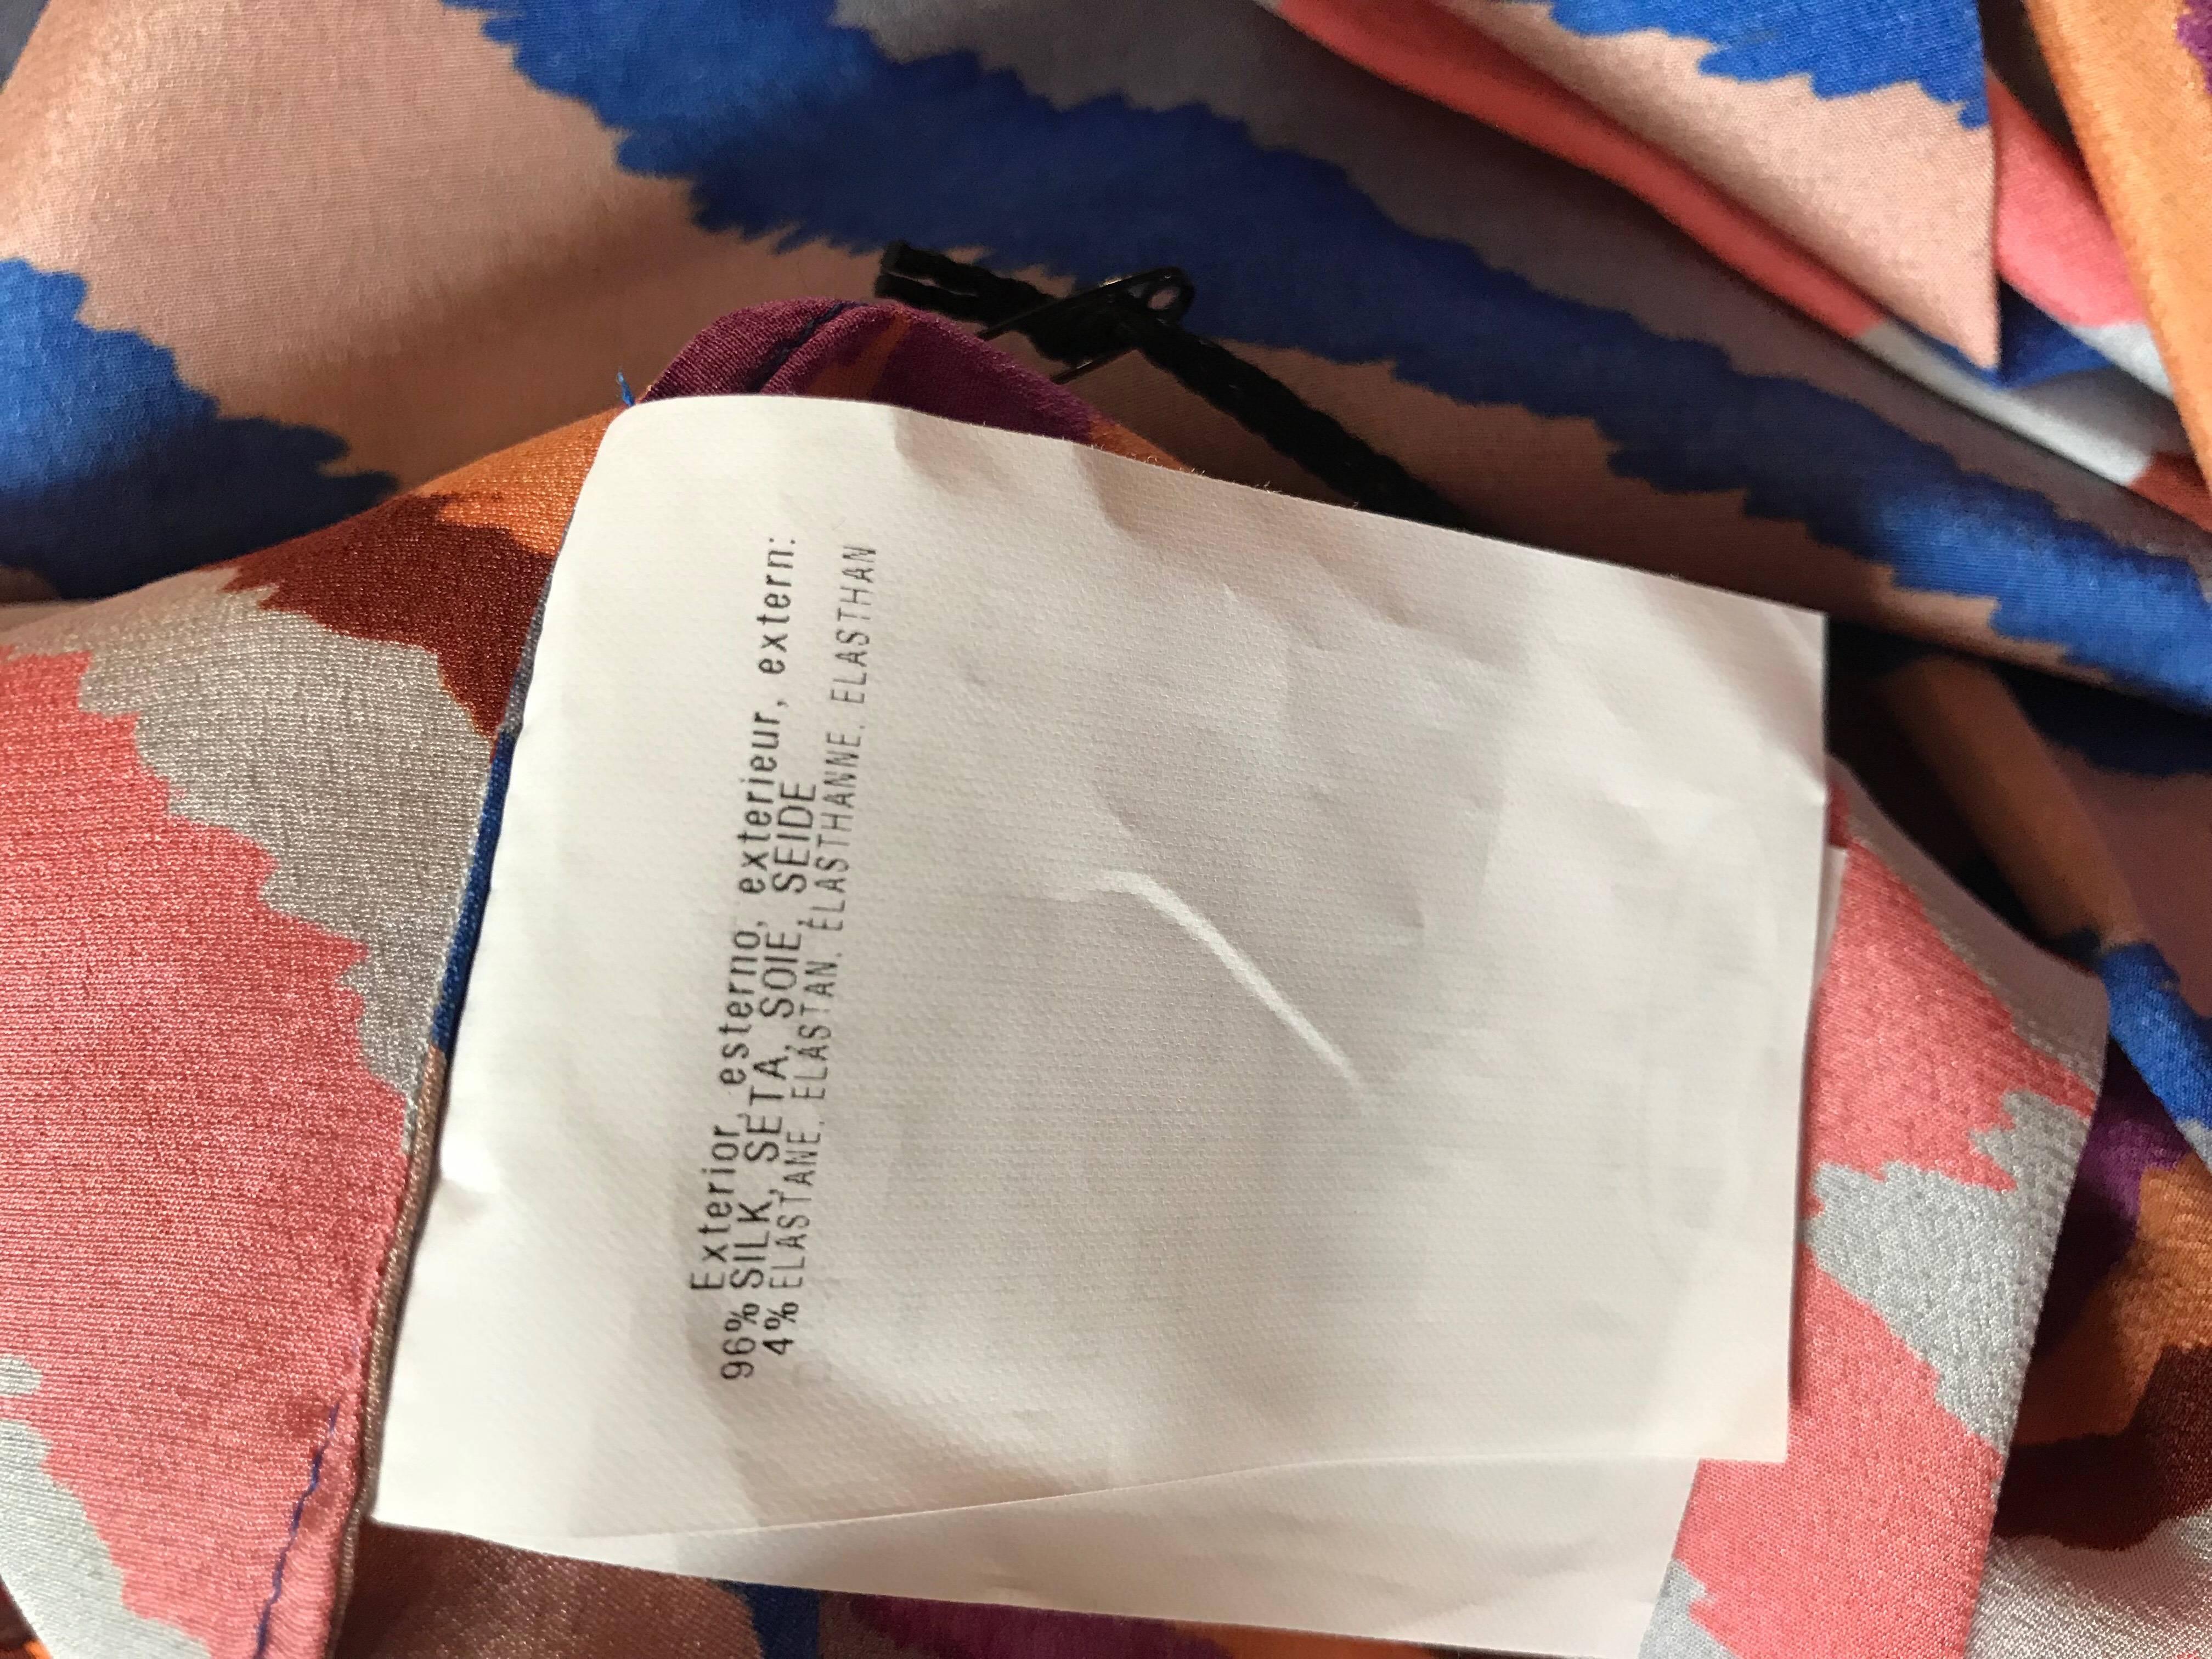 Exterior, esterno, exterieur, extern:
96% SILK, SETA, SOIE, SEIDE
4% ELASTANE, ELASTAN, ELASTHANNE, ELASTHAN